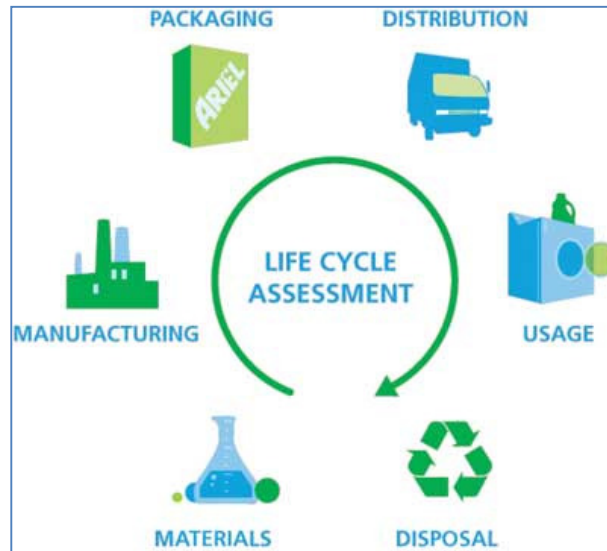 PACKAGING
DISTRIBUTION
ARIEL
LIFE CYCLE
ASSESSMENT
MANUFACTURING
USAGE
MATERIALS
DISPOSAL